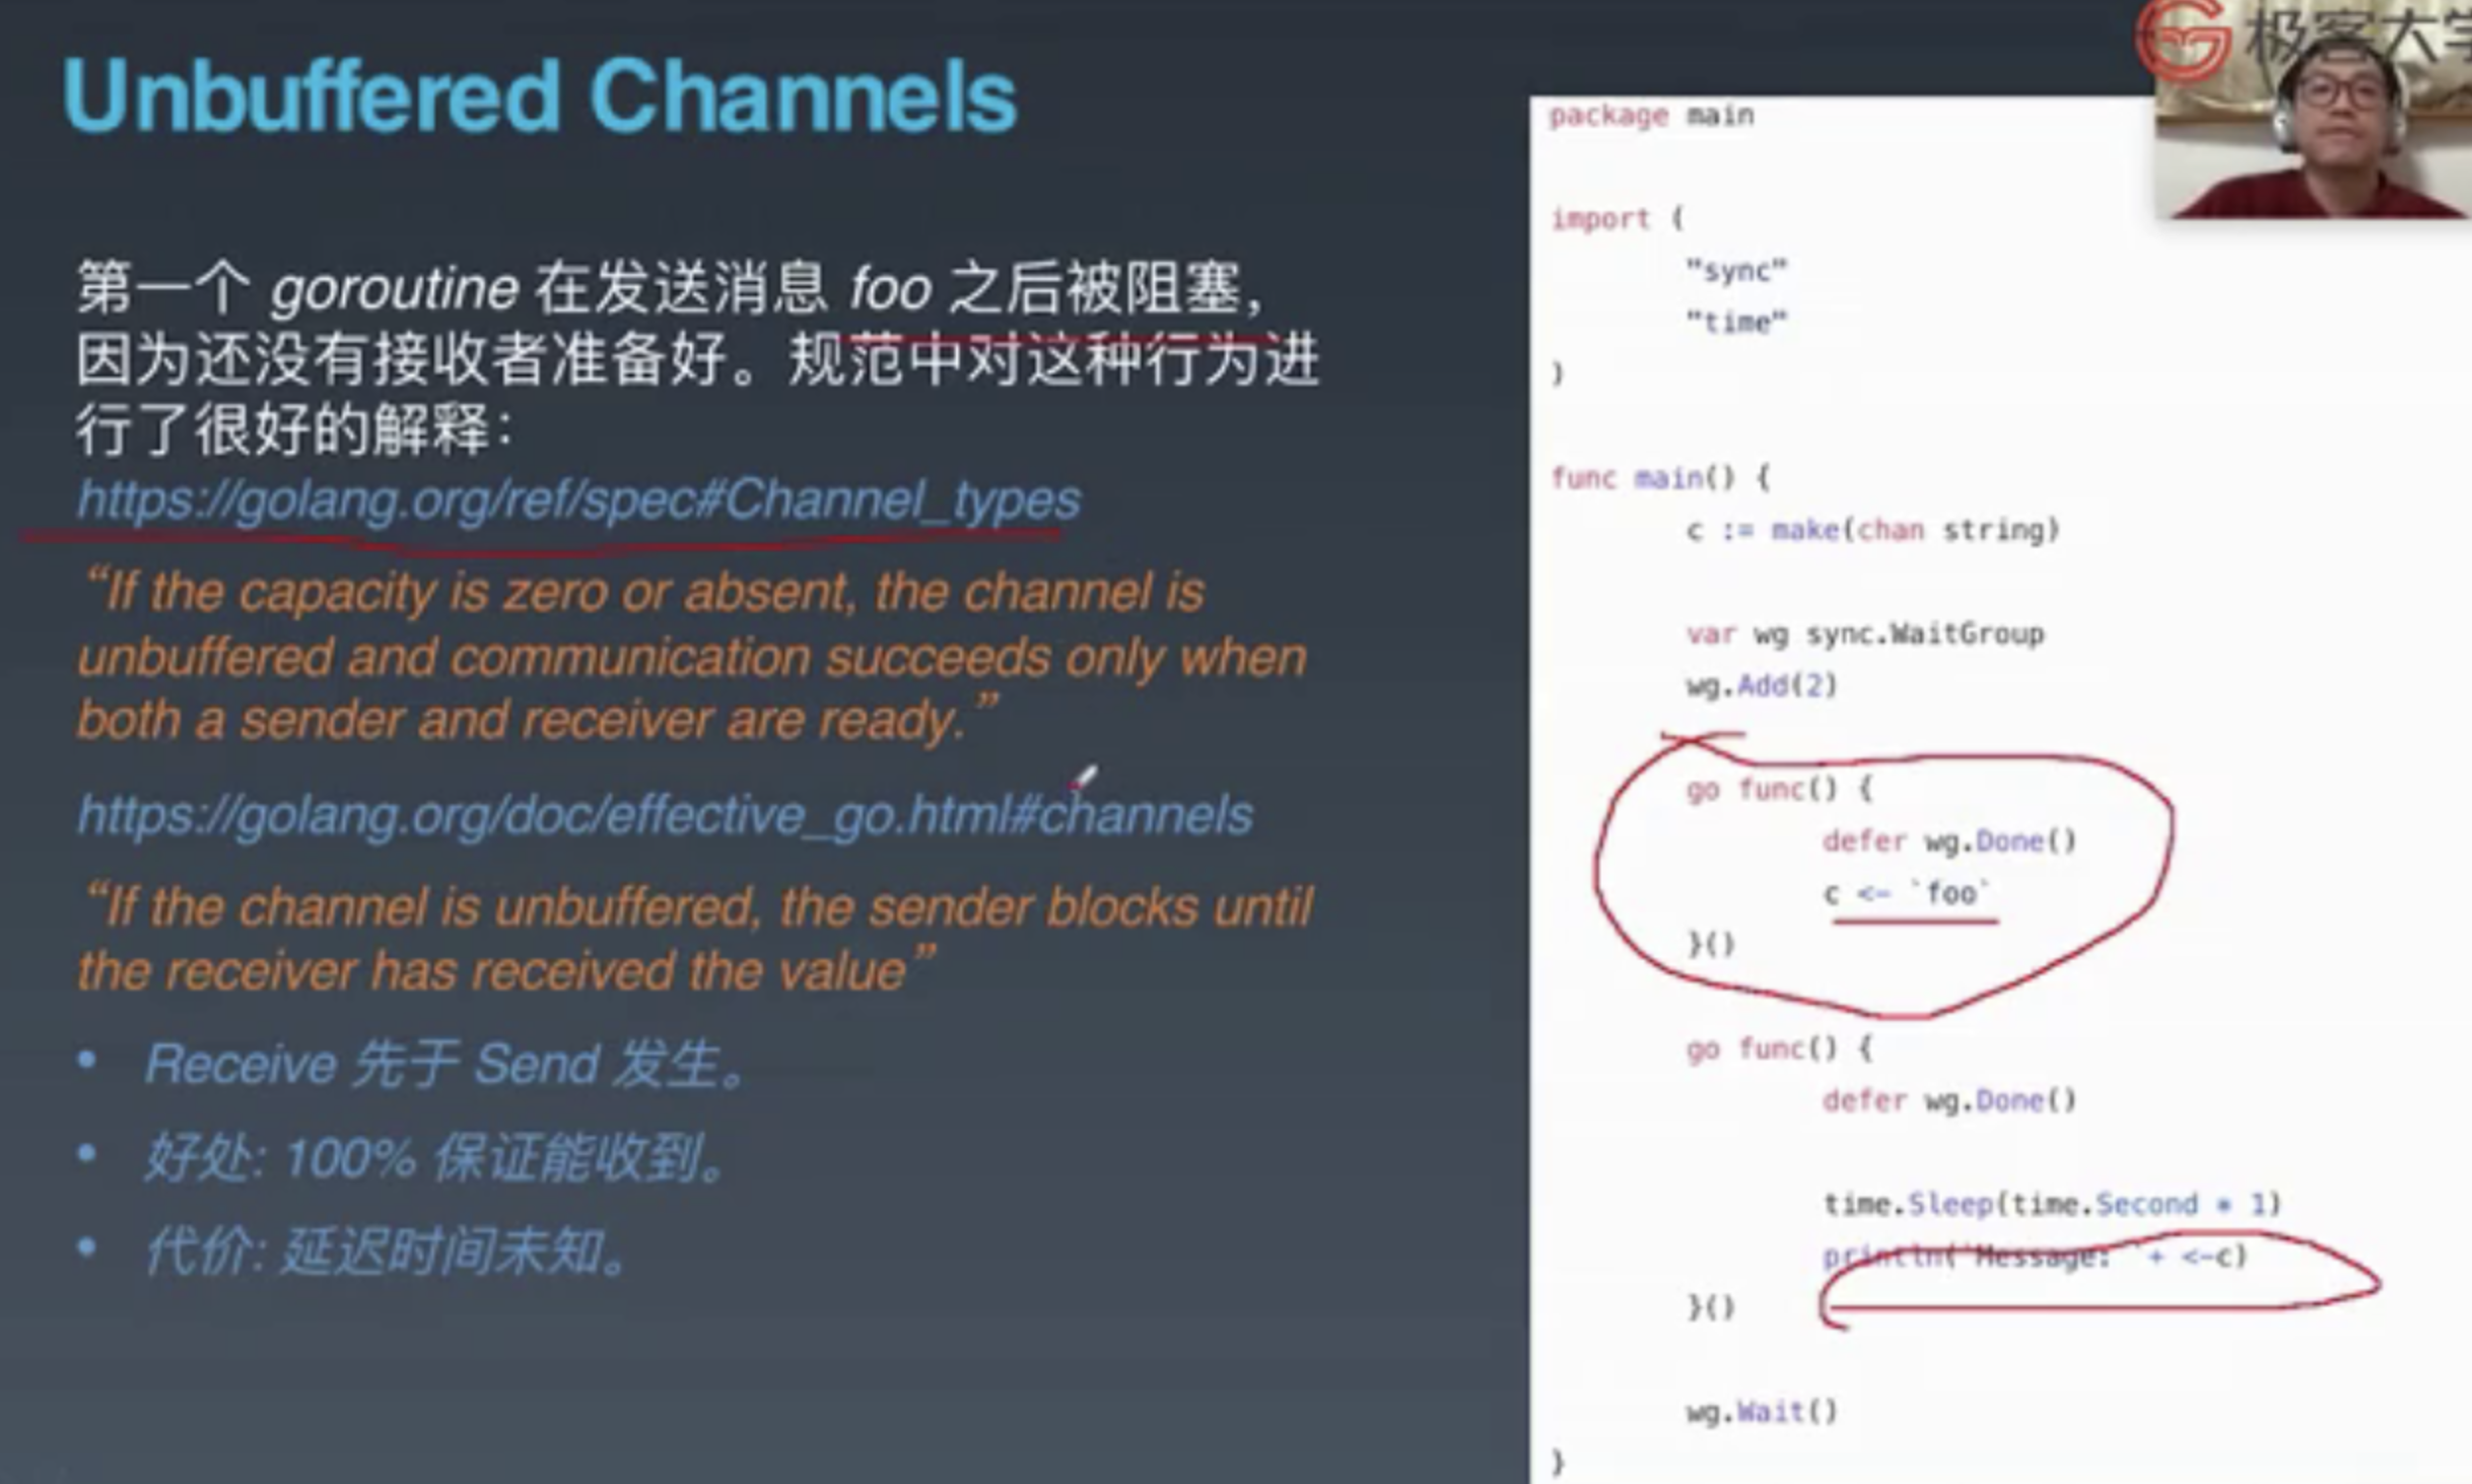 Unbuffered Channels
第一个 goroutine 在发送消息 foo 之后被阻塞，
因为还没有接收者准备好。规范中对这种行为进
行了很好的解释：
https://golang.org/ref/spec#Channel_types
“If the capacity is zero or absent, the channel is
unbuffered and communication succeeds only when
both a sender and receiver are ready.”
https://golang.org/doc/effective_go.html#channels
“If the channel is unbuffered, the sender blocks until
the receiver has received the value”
• Receive 先于 Send 发生。
• 好处: 100% 保证能收到。
• 代价: 延迟时间未知。
极客大学
package main
import (
"sync"
"time"
)
func main() {
c := make(chan string)
var wg sync.WaitGroup
wg.Add(2)
go func() {
defer wg.Done()
c <- `foo`
}()
go func() {
defer wg.Done()
time.Sleep(time.Second * 1)
println(`Message: `+ <-c)
}()
wg.Wait()
}